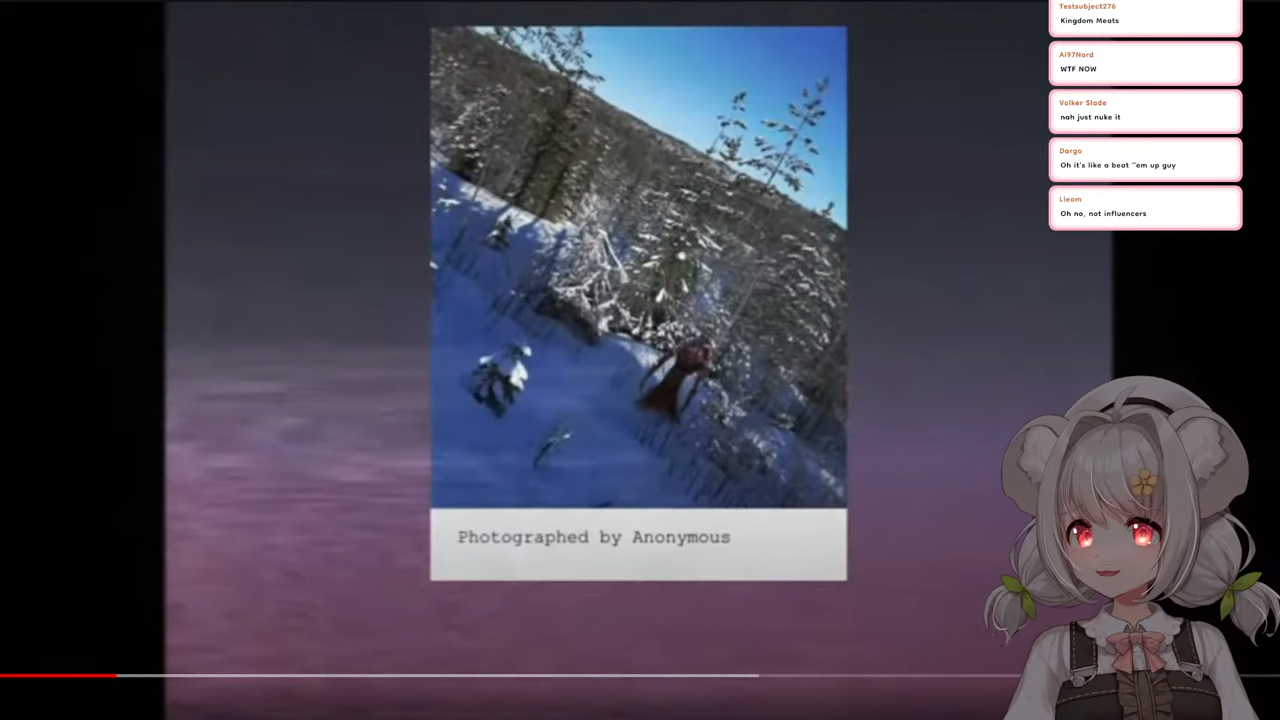 Testsubject276
Kingdom Meats
Ai97Nord
WTF NOW
Volker Slade
nah just nuke it
Dargo
Oh it's like a beat ''em up guy
Lleom
Oh no, not influencers
Photographed by Anonymous